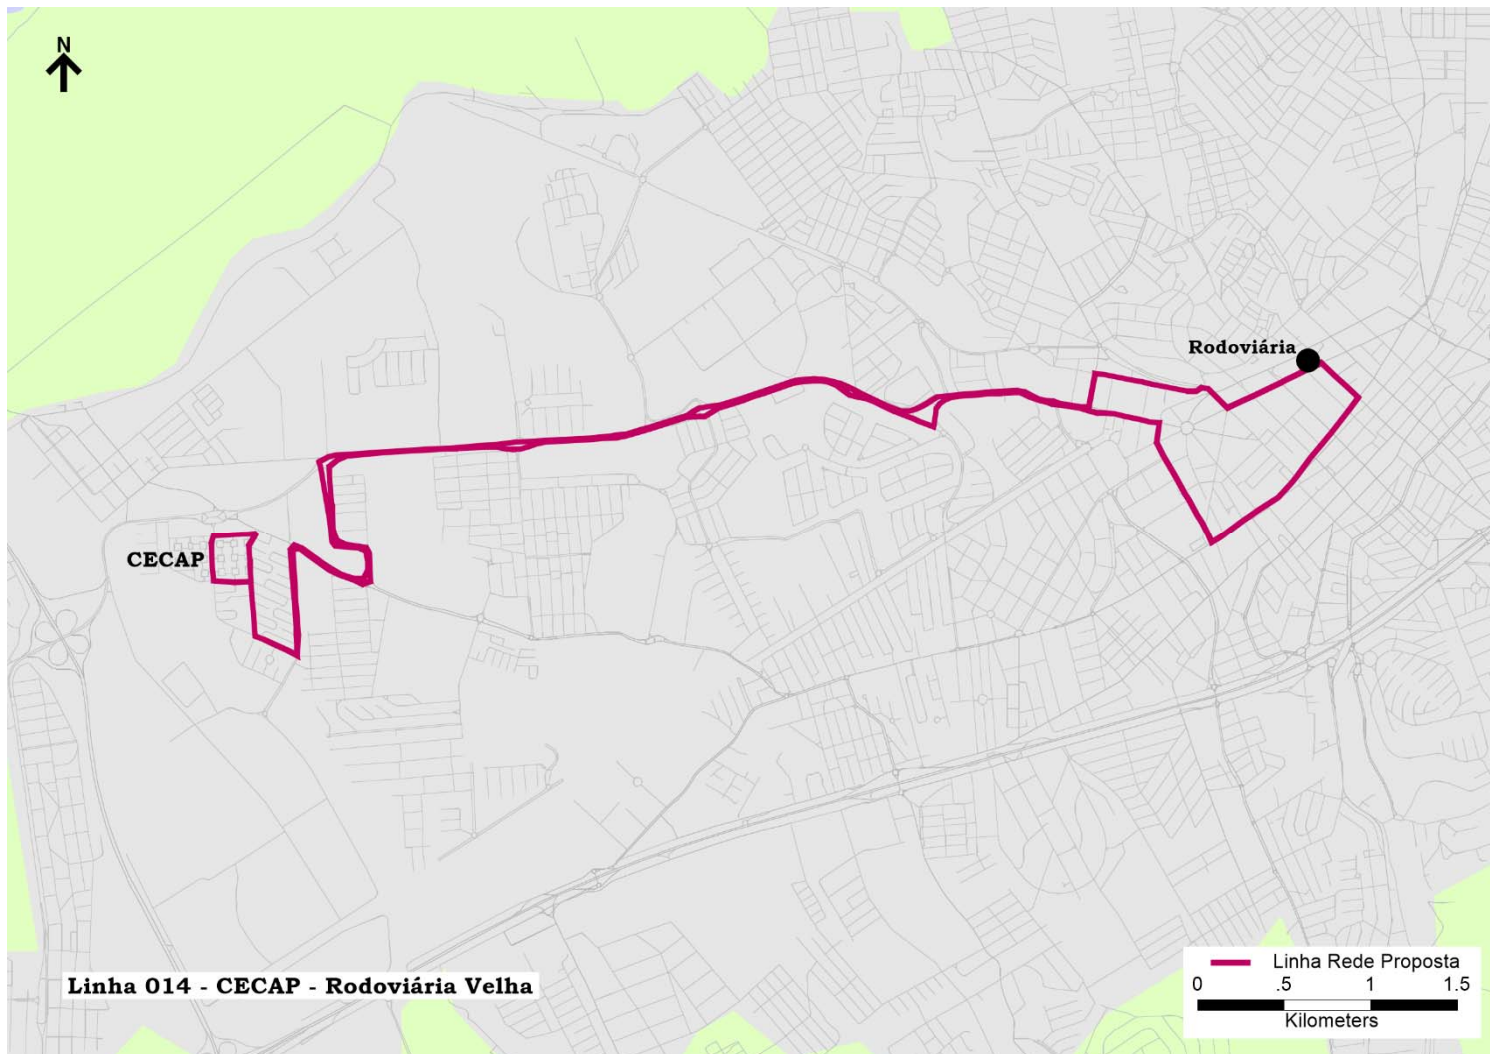 N
Rodoviária
CECAP
Linha 014 - CECAP - Rodoviária Velha
Linha Rede Proposta
0 .5 1 1.5
Kilometers